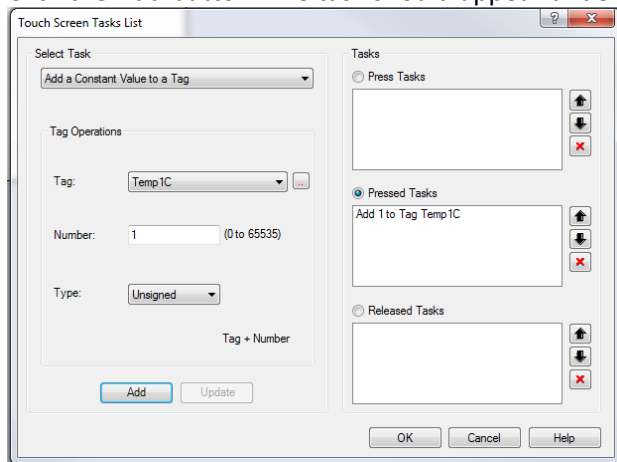 Touch Screen Tasks List
Select Task
Add a Constant Value to a Tag
Tag Operations
Tag: Temp1C ...
Number: 1 (0 to 65535)
Type: Unsigned
Tag + Number
Add Update
Tasks
Press Tasks
Pressed Tasks
Add 1 to Tag Temp1C
Released Tasks
OK Cancel Help